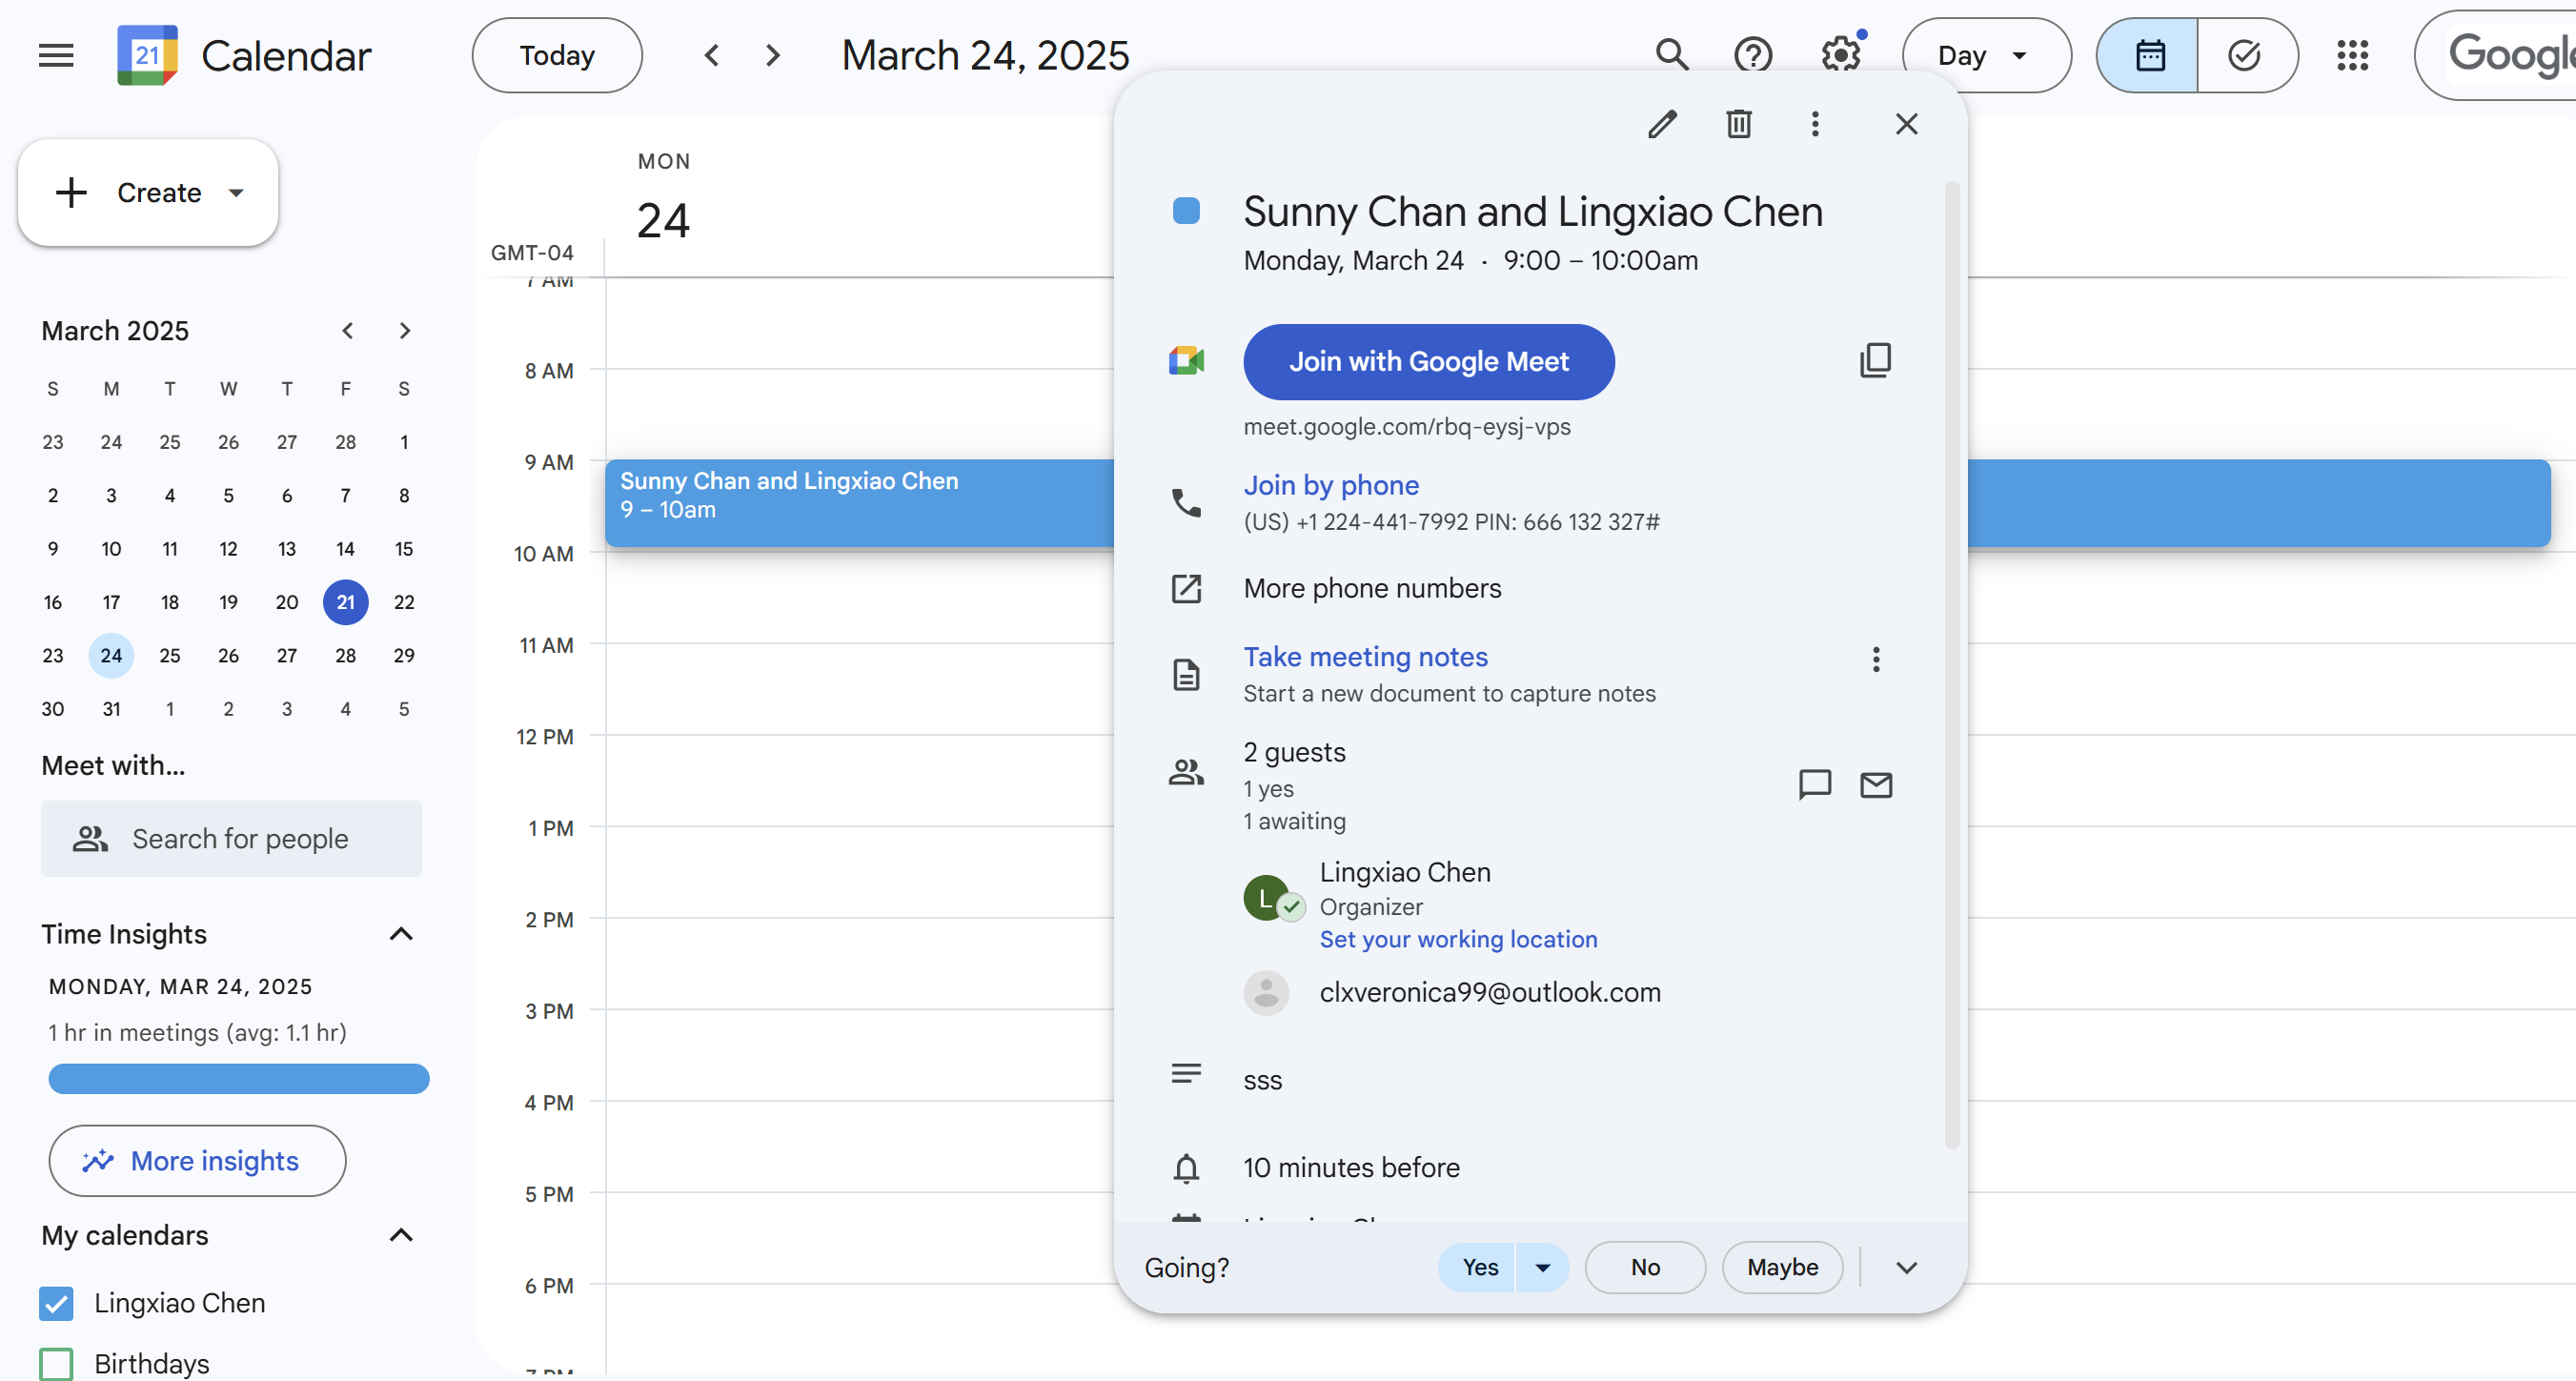 21
Calendar
Today
March 24, 2025
Day
Create
MON
24
GMT-04
7 AM
8 AM
9 AM
10 AM
11 AM
12 PM
1 PM
2 PM
3 PM
4 PM
5 PM
6 PM
7 PM
March 2025
S M T W T F S
23 24 25 26 27 28 1
2 3 4 5 6 7 8
9 10 11 12 13 14 15
16 17 18 19 20 21 22
23 24 25 26 27 28 29
30 31 1 2 3 4 5
Meet with...
Search for people
Time Insights
MONDAY, MAR 24, 2025
1 hr in meetings (avg: 1.1 hr)
More insights
My calendars
Lingxiao Chen
Birthdays
Sunny Chan and Lingxiao Chen
9 – 10am
Sunny Chan and Lingxiao Chen
Monday, March 24 · 9:00 – 10:00am
Join with Google Meet
meet.google.com/rbq-eysj-vps
Join by phone
(US) +1 224-441-7992 PIN: 666 132 327#
More phone numbers
Take meeting notes
Start a new document to capture notes
2 guests
1 yes
1 awaiting
L
Lingxiao Chen
Organizer
Set your working location
clxveronica99@outlook.com
sss
10 minutes before
Going?
Yes
No
Maybe